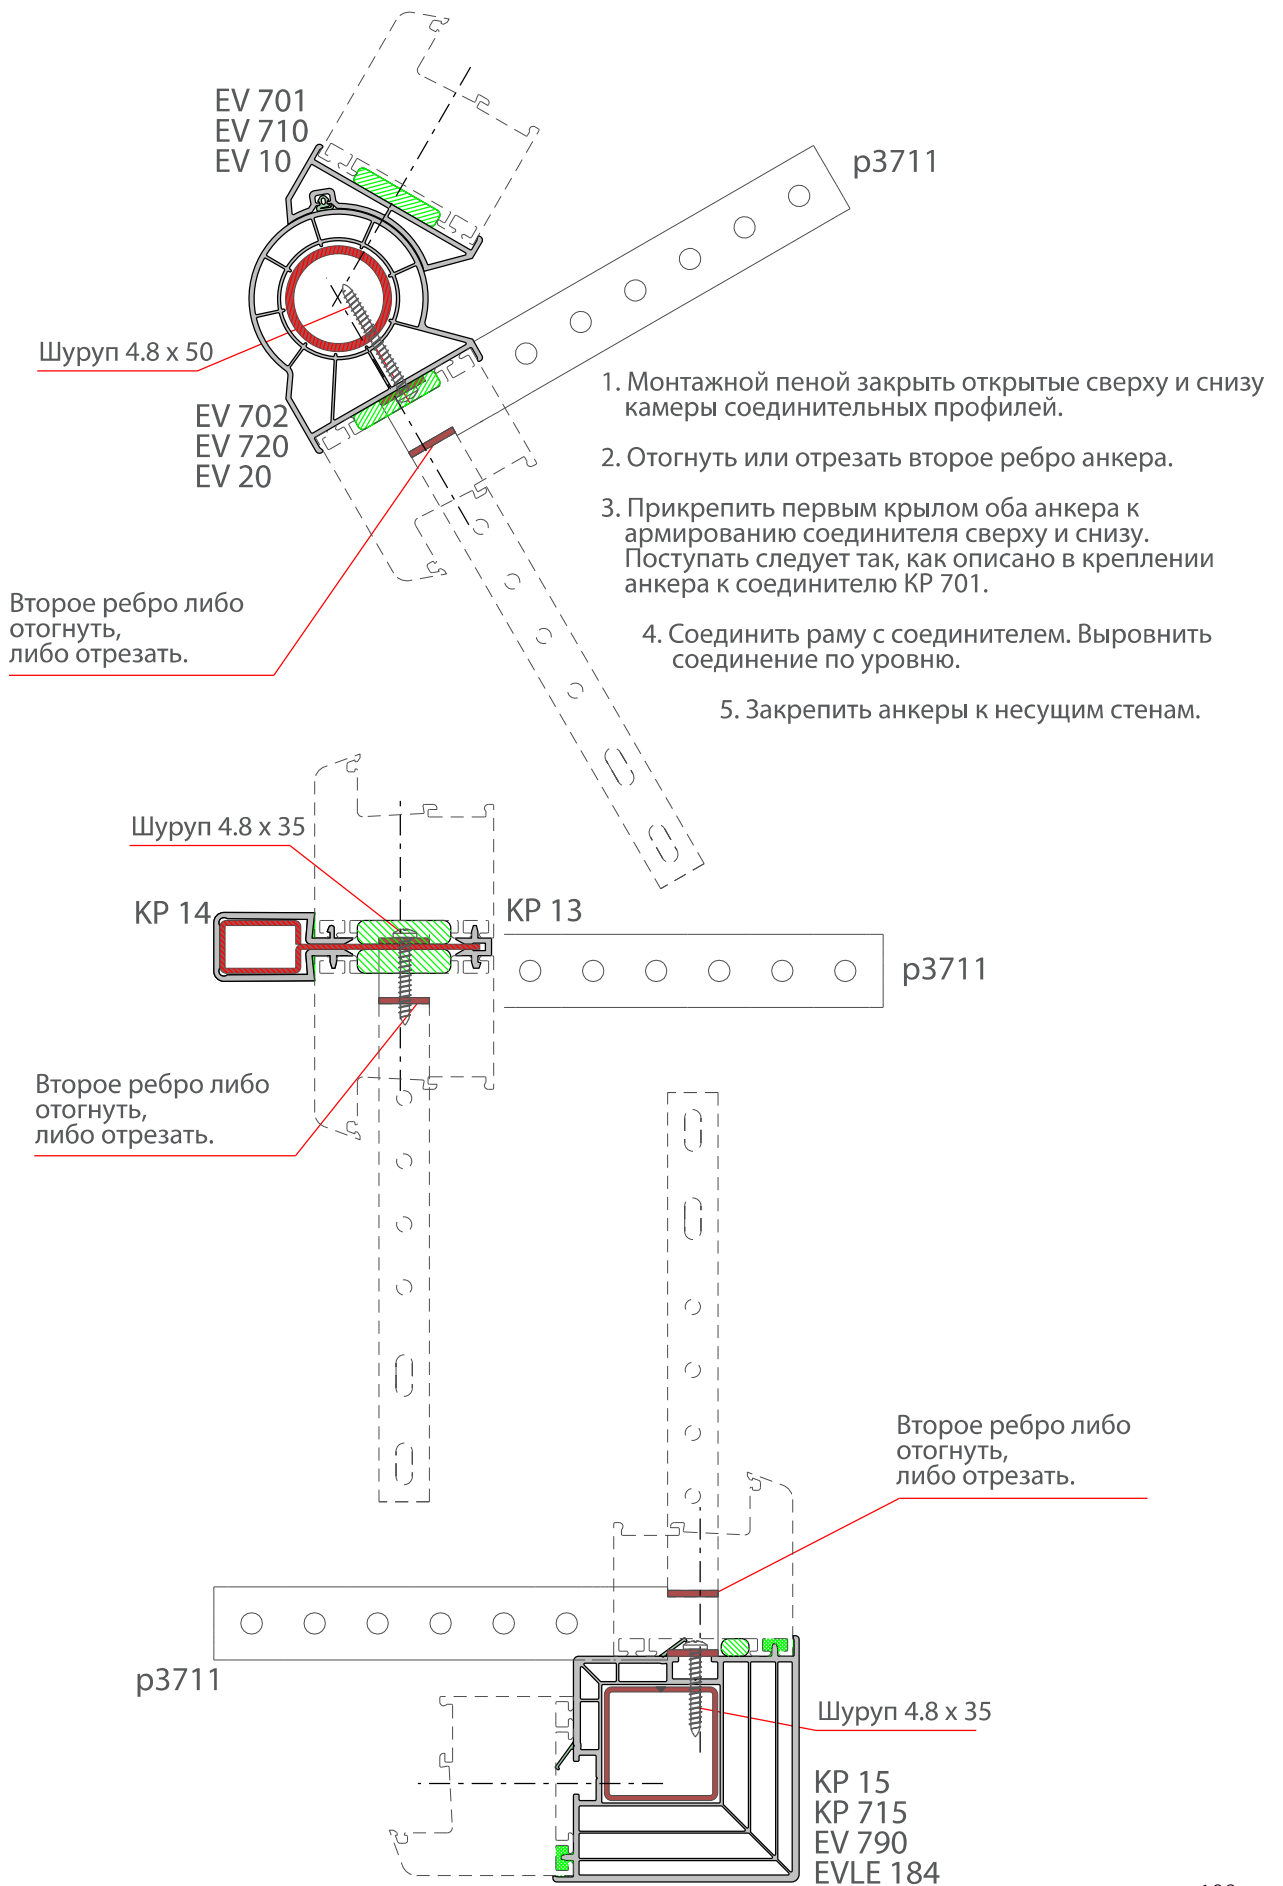 EV 701
EV 710
EV 10
p3711
Шуруп 4.8 x 50
EV 702
EV 720
EV 20
1. Монтажной пеной закрыть открытые сверху и снизу
камеры соединительных профилей.
2. Отогнуть или отрезать второе ребро анкера.
3. Прикрепить первым крылом оба анкера к
армированию соединителя сверху и снизу.
Поступать следует так, как описано в креплении
анкера к соединителю КР 701.
4. Соединить раму с соединителем. Выровнить
соединение по уровню.
5. Закрепить анкеры к несущим стенам.
Второе ребро либо
отогнуть,
либо отрезать.
Шуруп 4.8 x 35
KP 14
KP 13
p3711
Второе ребро либо
отогнуть,
либо отрезать.
Второе ребро либо
отогнуть,
либо отрезать.
p3711
Шуруп 4.8 x 35
KP 15
KP 715
EV 790
EVLE 184